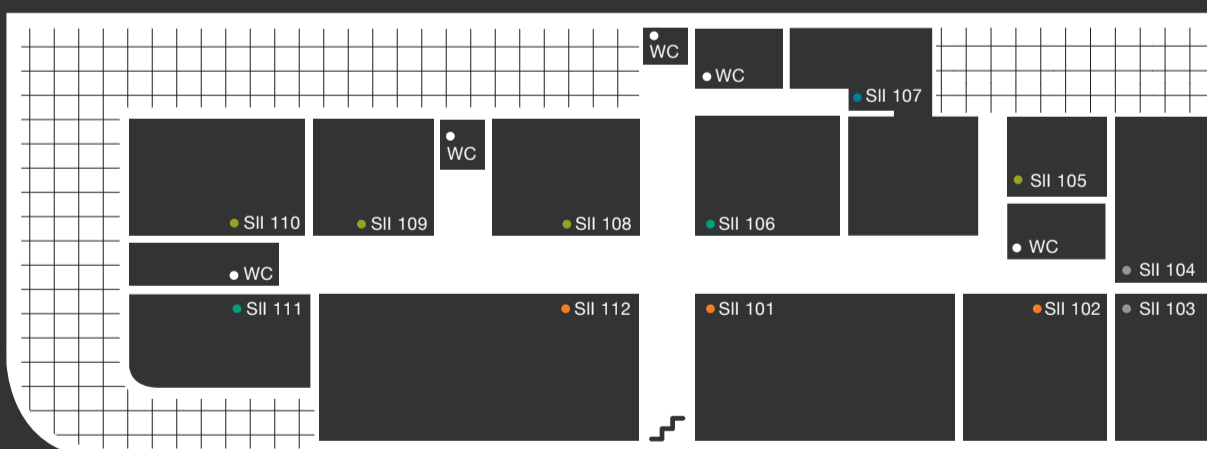 WC
WC
SII 107
WC
SII 105
SII 110
SII 109
SII 108
SII 106
WC
WC
SII 104
SII 111
SII 112
SII 101
SII 102
SII 103